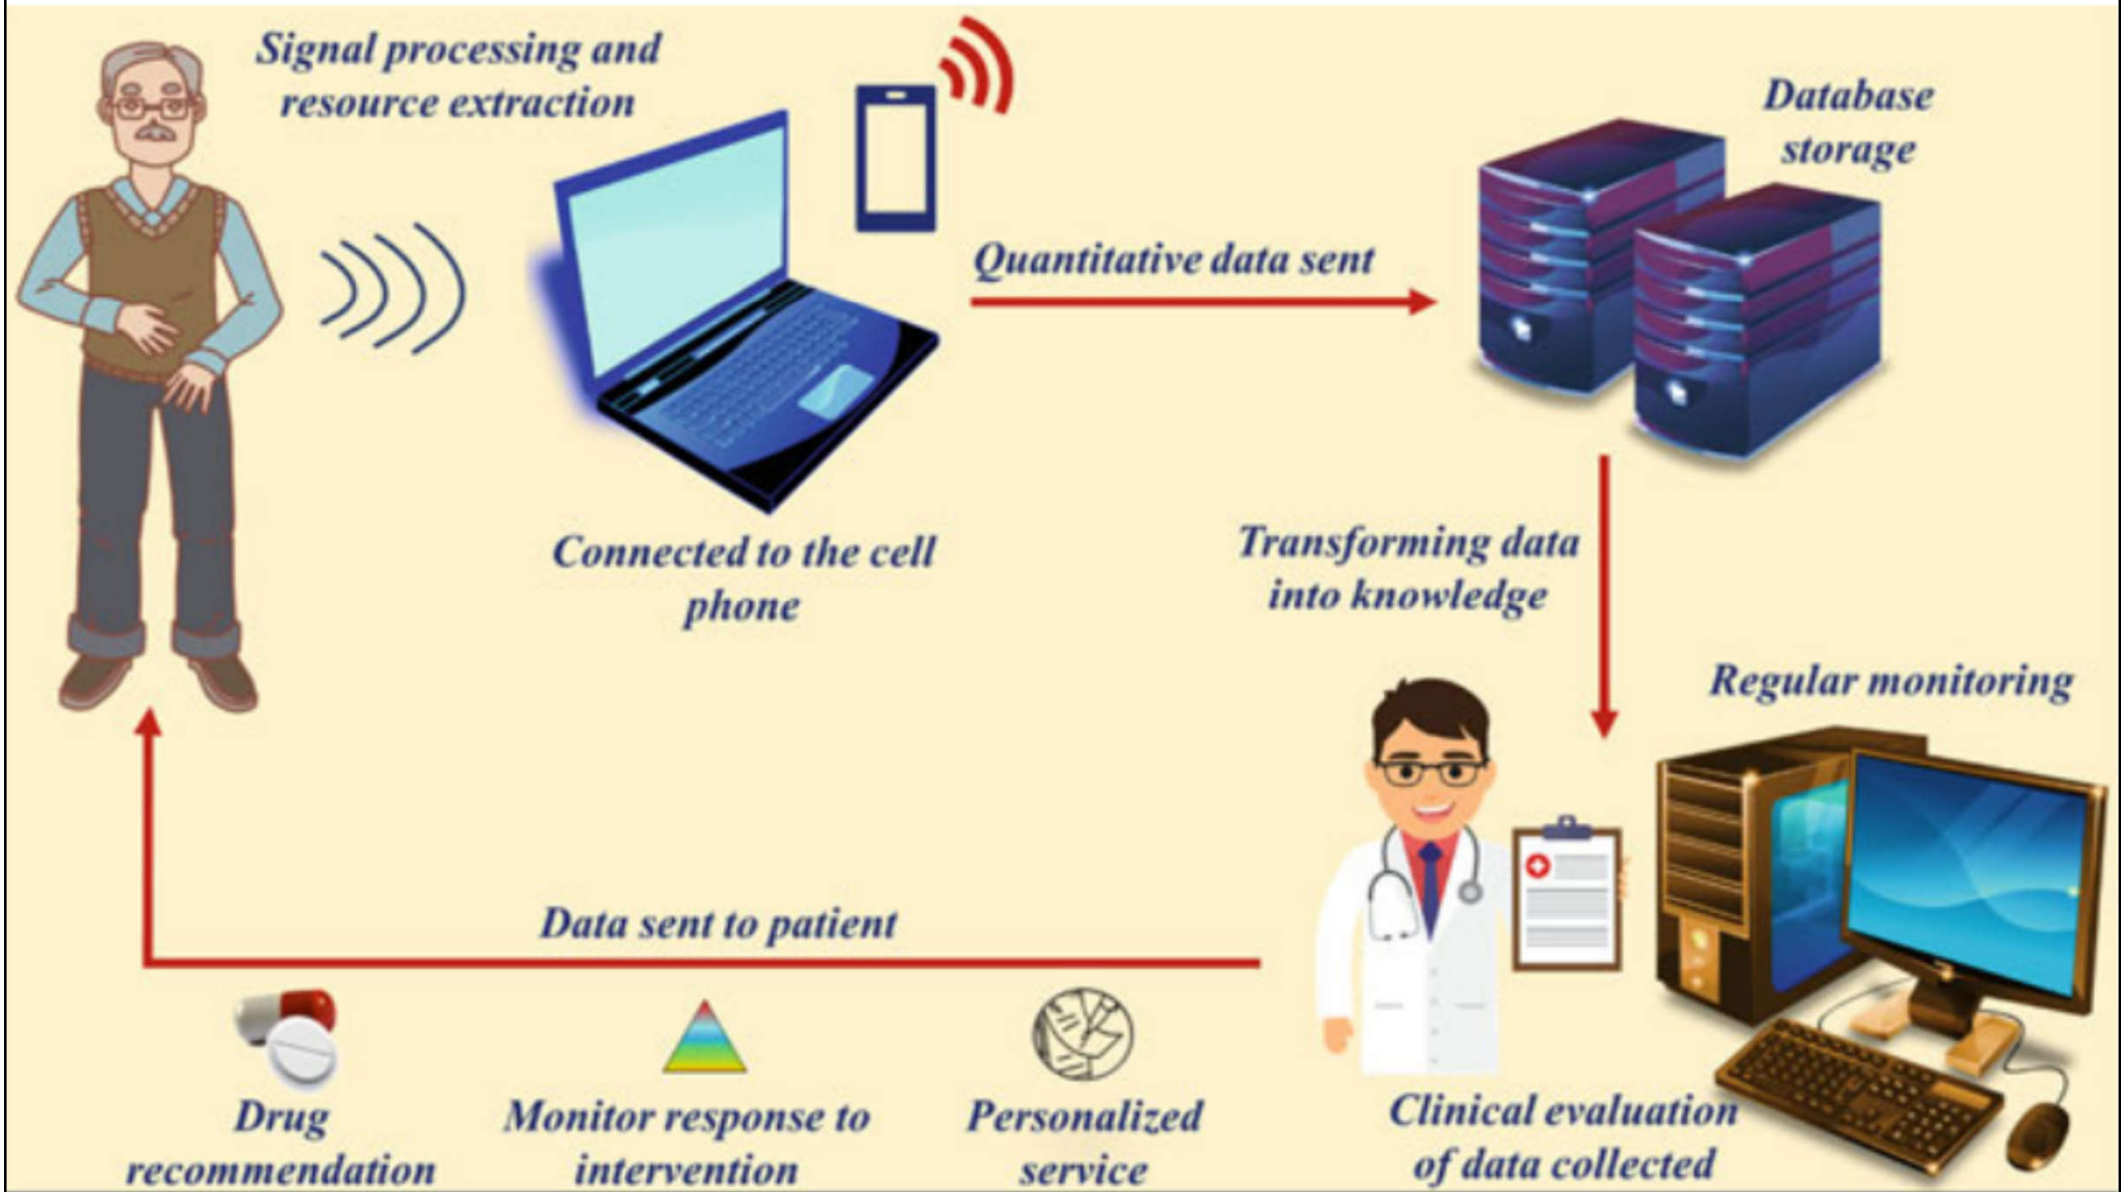 Signal processing and
resource extraction
Database
storage
Quantitative data sent
Connected to the cell
phone
Transforming data
into knowledge
Regular monitoring
Data sent to patient
Drug
recommendation
Monitor response to
intervention
Personalized
service
Clinical evaluation
of data collected